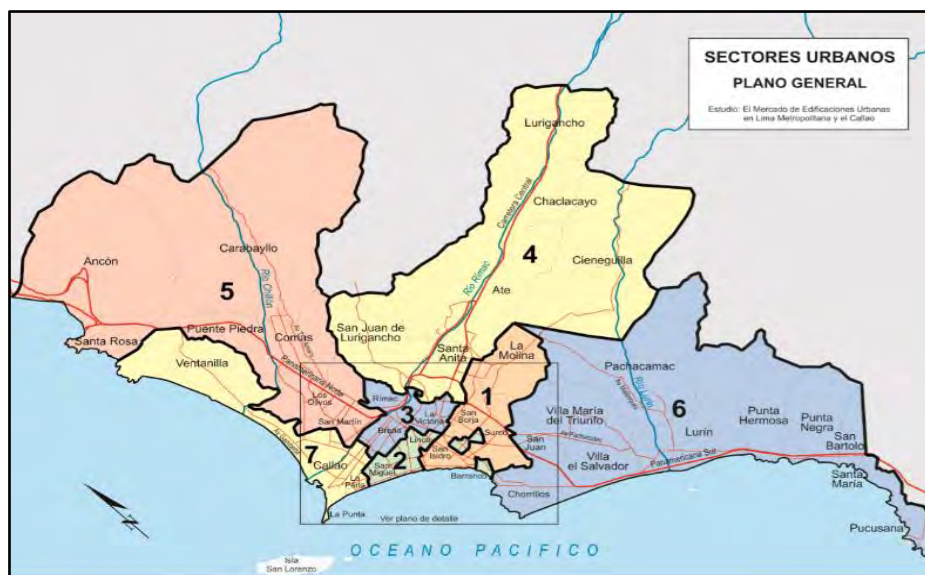 SECTORES URBANOS
PLANO GENERAL
Estudio: El Mercado de Edificaciones Urbanas
en Lima Metropolitana y el Callao
Lurigancho
Carretera Central
Chaclacayo
4
Cieneguilla
Río Rímac
Ate
Carabayllo
Ancón
5
Río Chillón
Puente Piedra
Comas
San Juan de
Lurigancho
Santa Rosa
Ventanilla
Santa
Anita
La
Molina
Panamericana Norte
Los
Olivos
San Martín
Rímac
3
La
Victoria
Breña
Lince
1
San
Borja
Surco
San
Isidro
7
Callao
2
San
Miguel
La
Perla
La Punta
Barranco
Pachacamac
Río Lurín
6
Villa María
del Triunfo
San
Juan
Villa
el Salvador
Lurín
Punta
Hermosa
Punta
Negra
San
Bartolo
Panamericana Sur
Chorrillos
Santa
María
Pucusana
N
Ver plano de detalle
OCEANO PACIFICO
Isla
San Lorenzo